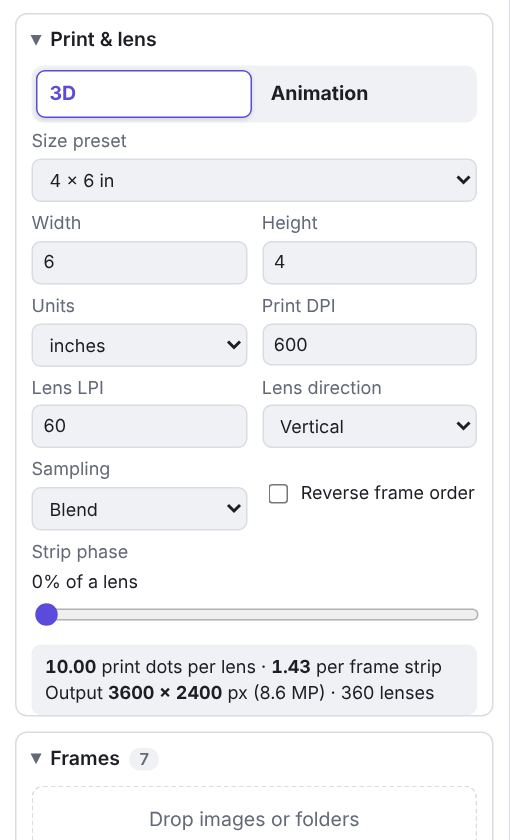 ▼ Print & lens
3D Animation
Size preset
4 × 6 in
Width Height
6 4
Units Print DPI
inches 600
Lens LPI Lens direction
60 Vertical
Sampling
Blend Reverse frame order
Strip phase
0% of a lens
10.00 print dots per lens · 1.43 per frame strip
Output 3600 × 2400 px (8.6 MP) · 360 lenses
▼ Frames 7
Drop images or folders